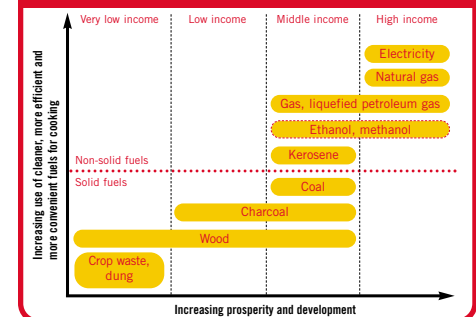 Very low income
Low income
Middle income
High income
Electricity
Natural gas
Gas, liquefied petroleum gas
Ethanol, methanol
Kerosene
Non-solid fuels
Solid fuels
Coal
Charcoal
Wood
Crop waste,
dung
Increasing use of cleaner, more efficient and
more convenient fuels for cooking
Increasing prosperity and development